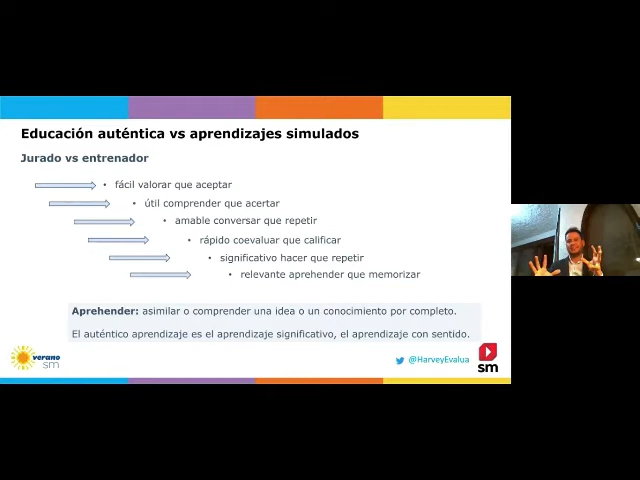 Educación auténtica vs aprendizajes simulados
Jurado vs entrenador
• fácil valorar que aceptar
• útil comprender que acertar
• amable conversar que repetir
• rápido coevaluar que calificar
• significativo hacer que repetir
• relevante aprehender que memorizar
Aprehender: asimilar o comprender una idea o un conocimiento por completo.
El auténtico aprendizaje es el aprendizaje significativo, el aprendizaje con sentido.
verano
sm
@HarveyEvalua
sm